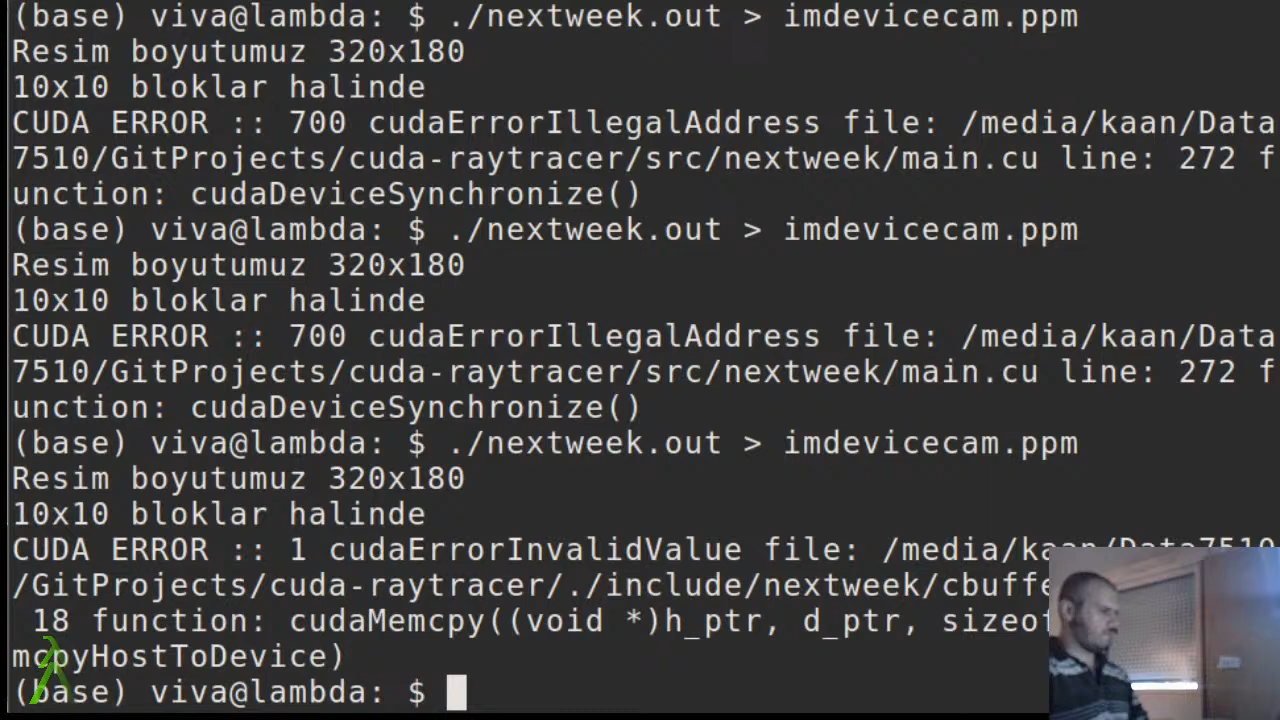 (base) viva@lambda: $ ./nextweek.out > imdevicecam.ppm
Resim boyutumuz 320x180
10x10 bloklar halinde
CUDA ERROR :: 700 cudaErrorIllegalAddress file: /media/kaan/Data
7510/GitProjects/cuda-raytracer/src/nextweek/main.cu line: 272 f
unction: cudaDeviceSynchronize()
(base) viva@lambda: $ ./nextweek.out > imdevicecam.ppm
Resim boyutumuz 320x180
10x10 bloklar halinde
CUDA ERROR :: 700 cudaErrorIllegalAddress file: /media/kaan/Data
7510/GitProjects/cuda-raytracer/src/nextweek/main.cu line: 272 f
unction: cudaDeviceSynchronize()
(base) viva@lambda: $ ./nextweek.out > imdevicecam.ppm
Resim boyutumuz 320x180
10x10 bloklar halinde
CUDA ERROR :: 1 cudaErrorInvalidValue file: /media/kaan/Data7510
/GitProjects/cuda-raytracer/./include/nextweek/cbuffe
18 function: cudaMemcpy((void *)h_ptr, d_ptr, sizeof
mcpyHostToDevice)
(base) viva@lambda: $